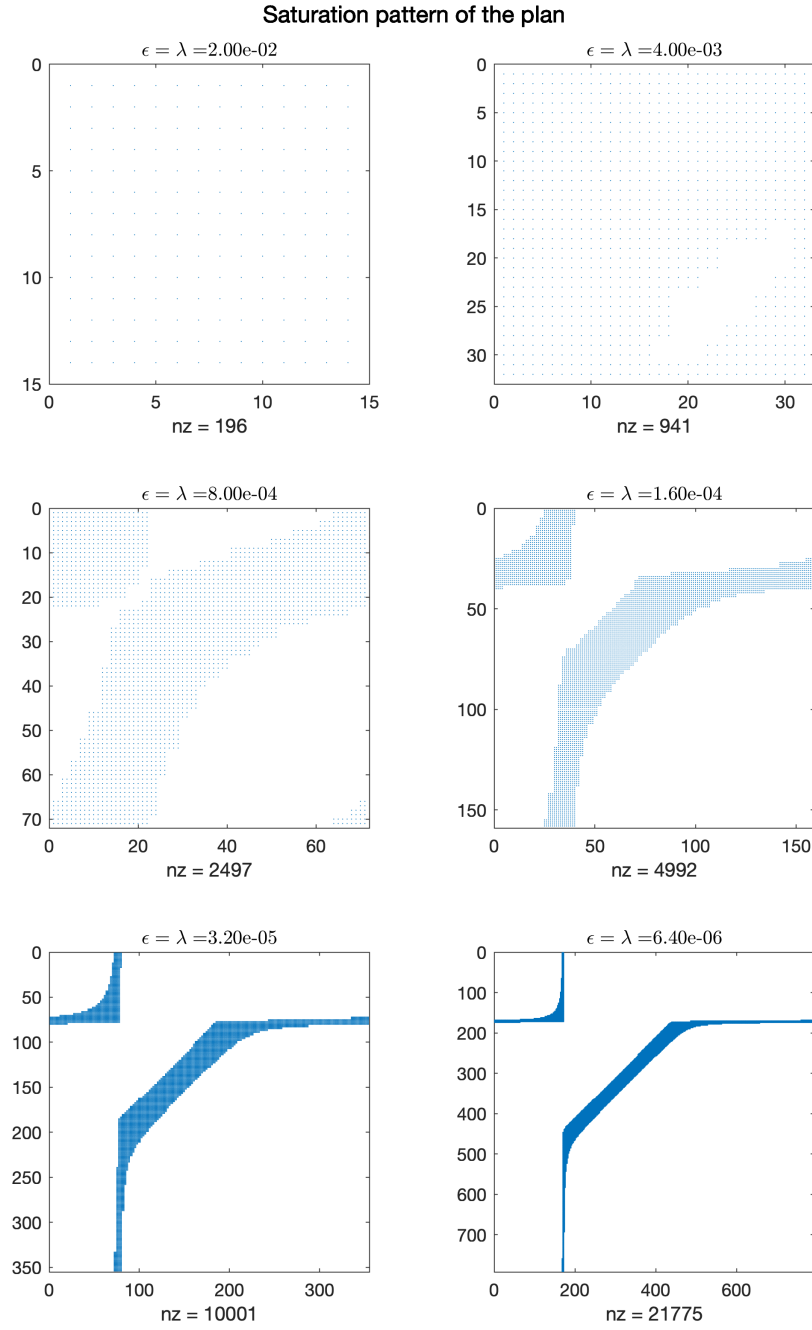 Saturation pattern of the plan
ϵ = λ =2.00e-02
0
5
10
15
0 5 10 15
nz = 196
ϵ = λ =4.00e-03
0
5
10
15
20
25
30
0 10 20 30
nz = 941
ϵ = λ =8.00e-04
0
10
20
30
40
50
60
70
0 20 40 60
nz = 2497
ϵ = λ =1.60e-04
0
50
100
150
0 50 100 150
nz = 4992
ϵ = λ =3.20e-05
0
50
100
150
200
250
300
350
0 100 200 300
nz = 10001
ϵ = λ =6.40e-06
0
100
200
300
400
500
600
700
0 200 400 600
nz = 21775